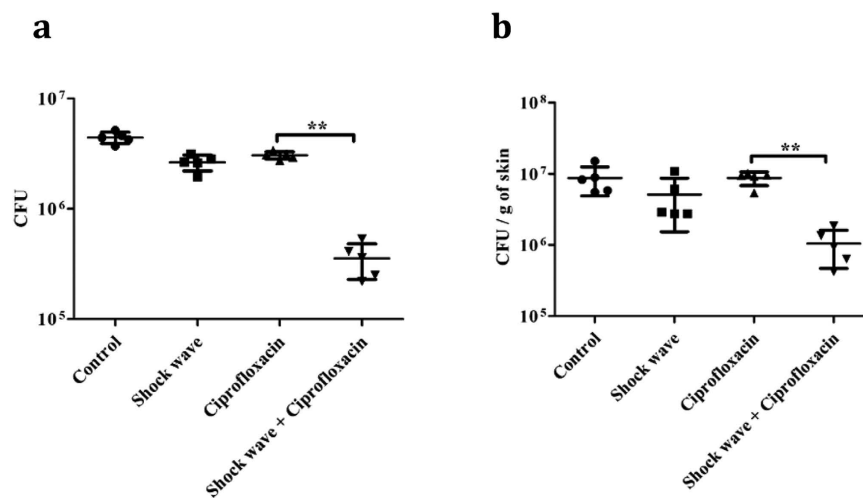 a
10⁷
10⁶
10⁵
CFU
**
Control
Shock wave
Ciprofloxacin
Shock wave + Ciprofloxacin
b
10⁸
10⁷
10⁶
10⁵
CFU / g of skin
**
Control
Shock wave
Ciprofloxacin
Shock wave + Ciprofloxacin